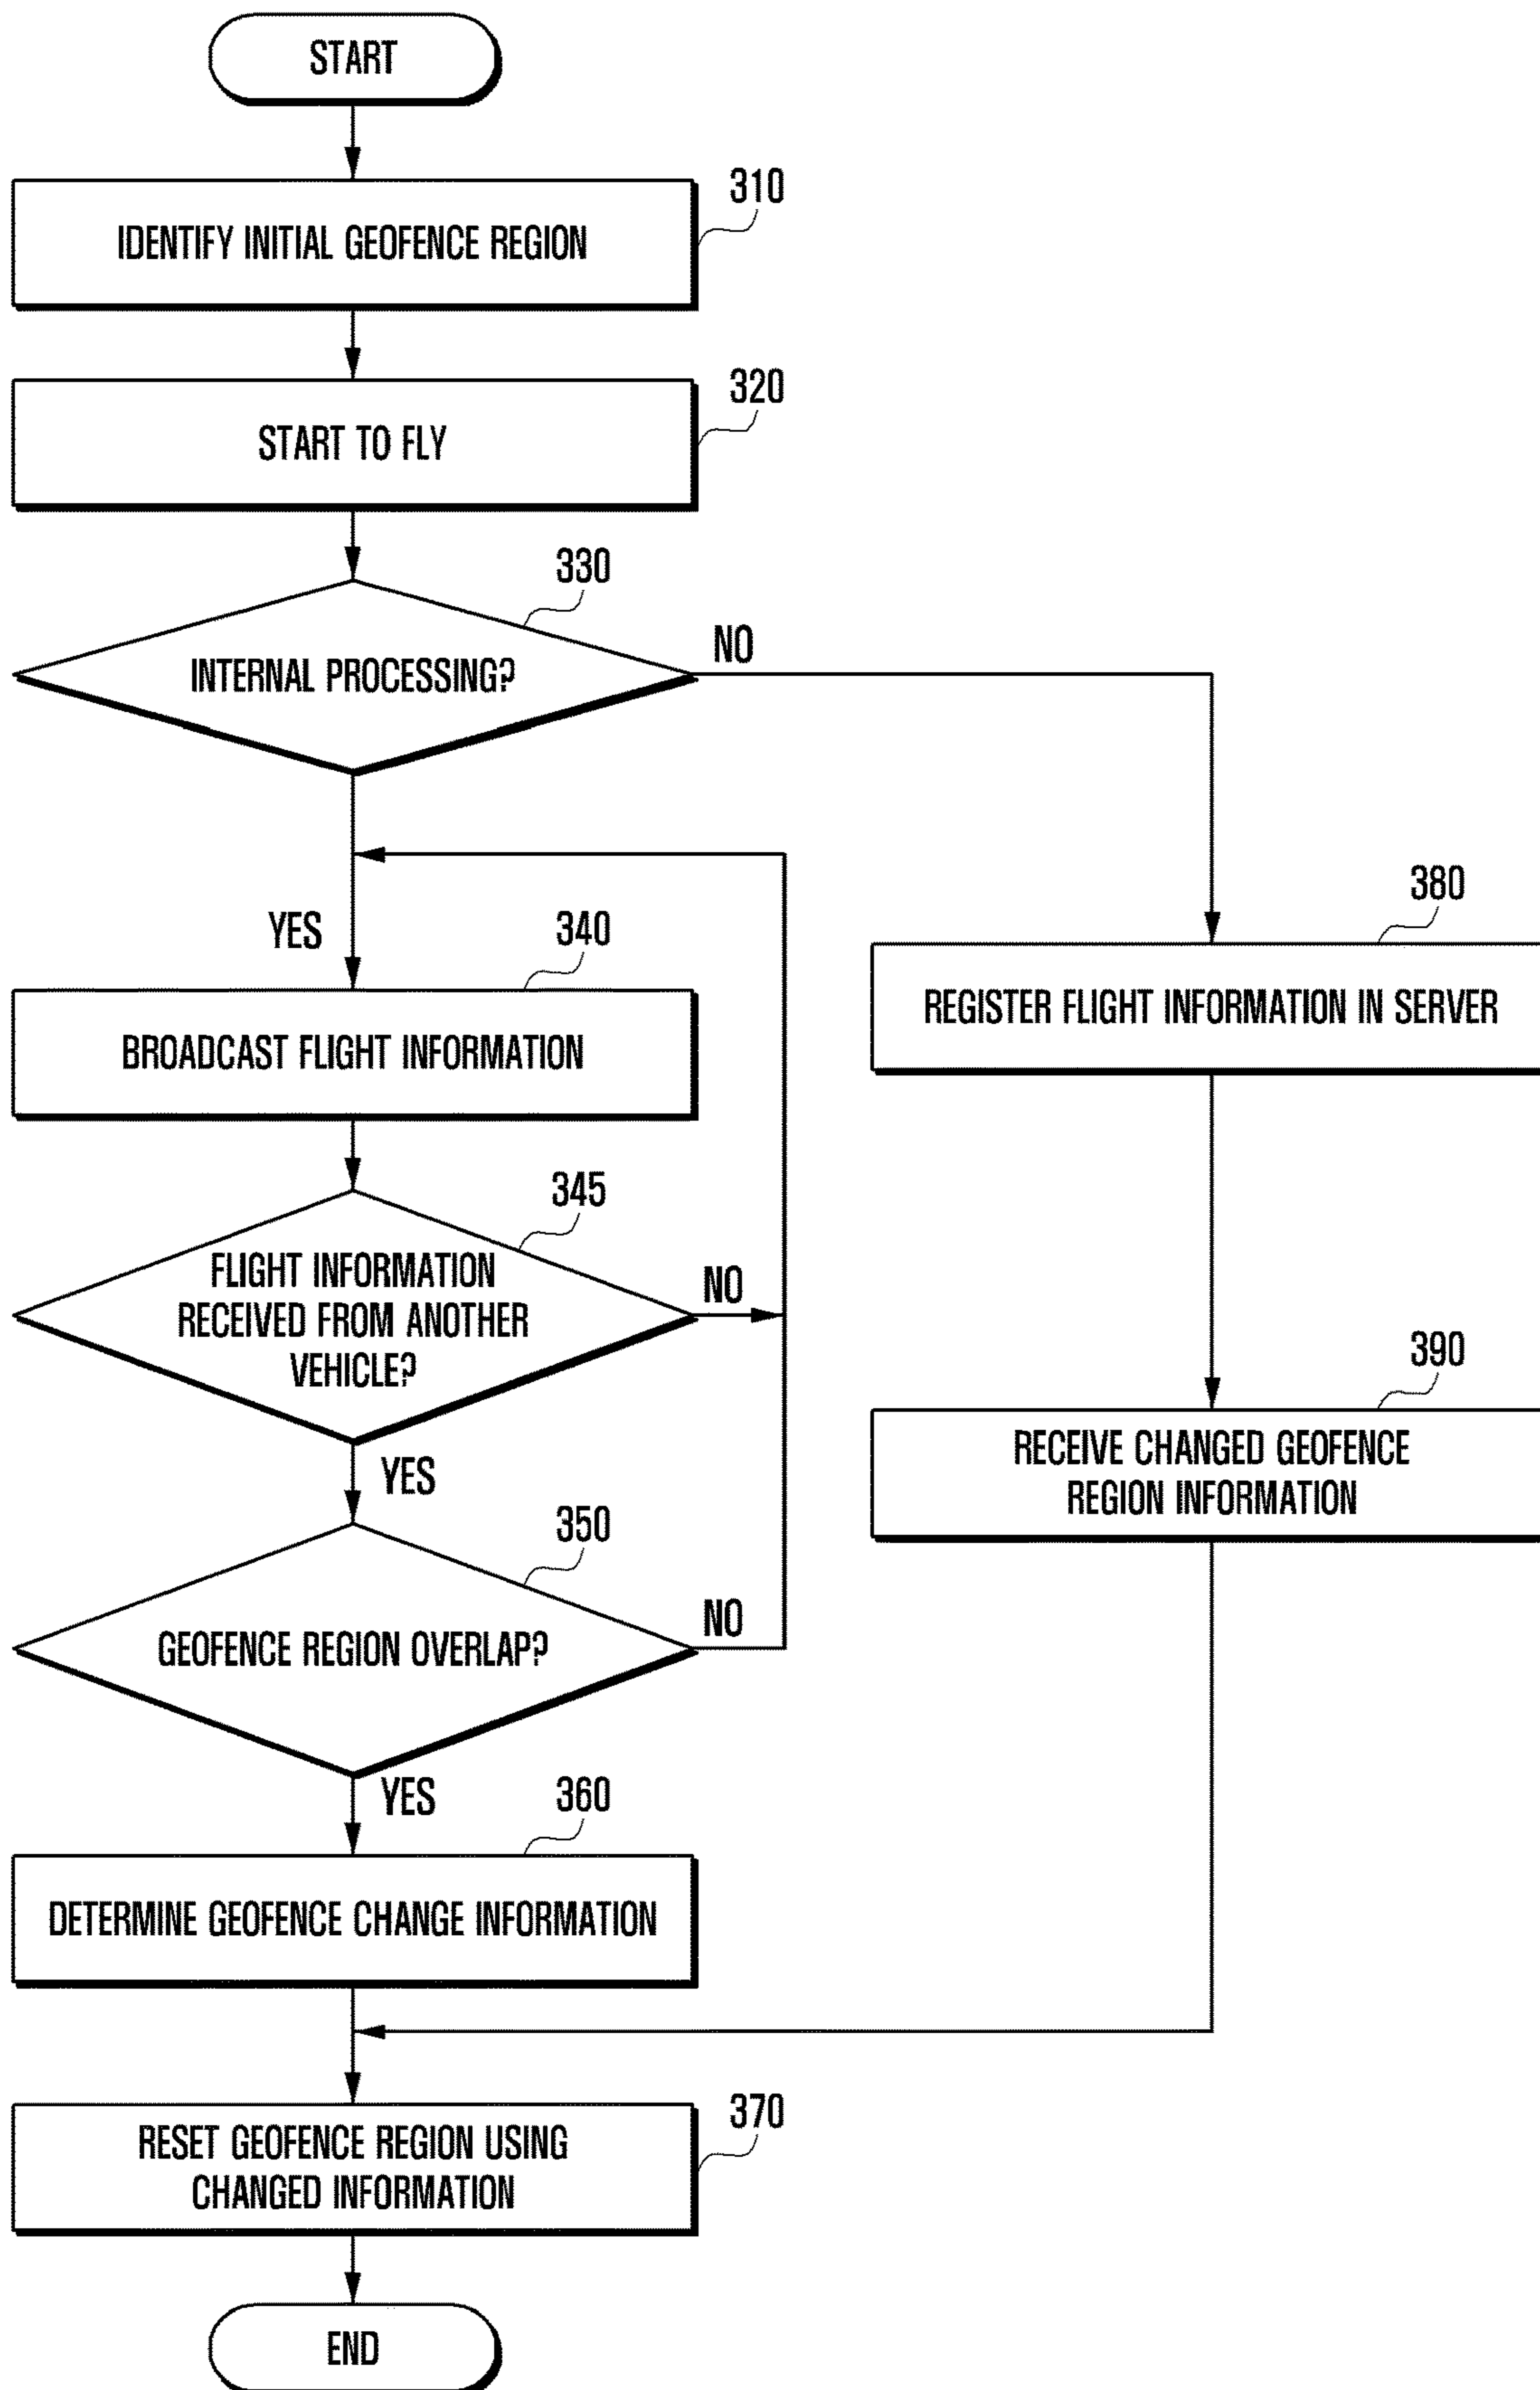 START
310
IDENTIFY INITIAL GEOFENCE REGION
320
START TO FLY
330
INTERNAL PROCESSING?
NO
YES
340
BROADCAST FLIGHT INFORMATION
380
REGISTER FLIGHT INFORMATION IN SERVER
345
FLIGHT INFORMATION
RECEIVED FROM ANOTHER
VEHICLE?
NO
YES
390
RECEIVE CHANGED GEOFENCE
REGION INFORMATION
350
GEOFENCE REGION OVERLAP?
NO
YES
360
DETERMINE GEOFENCE CHANGE INFORMATION
370
RESET GEOFENCE REGION USING
CHANGED INFORMATION
END